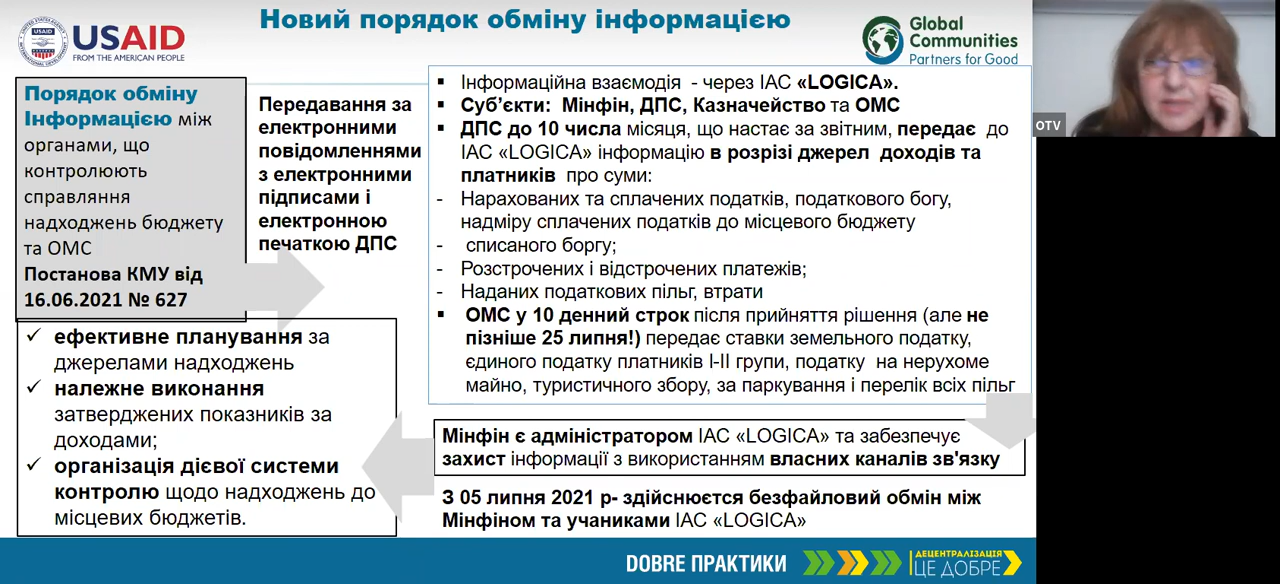 Новий порядок обміну інформацією
USAID
FROM THE AMERICAN PEOPLE
Global
Communities
Partners for Good
Порядок обміну
Інформацією між
органами, що
контролюють
справляння
надходжень бюджету
та ОМС
Постанова КМУ від
16.06.2021 № 627
Передавання за
електронними
повідомленнями
з електронними
підписами і
електронною
печаткою ДПС
▪ Інформаційна взаємодія - через ІАС «LOGICA».
▪ Суб’єкти: Мінфін, ДПС, Казначейство та ОМС
▪ ДПС до 10 числа місяця, що настає за звітним, передає до
ІАС «LOGICA» інформацію в розрізі джерел доходів та
платників про суми:
- Нарахованих та сплачених податків, податкового богу,
надміру сплачених податків до місцевого бюджету
- списаного боргу;
- Розстрочених і відстрочених платежів;
- Наданих податкових пільг, втрати
▪ ОМС у 10 денний строк після прийняття рішення (але не
пізніше 25 липня!) передає ставки земельного податку,
єдиного податку платників І-ІІ групи, податку на нерухоме
майно, туристичного збору, за паркування і перелік всіх пільг
✓ ефективне планування за
джерелами надходжень
✓ належне виконання
затверджених показників за
доходами;
✓ організація дієвої системи
контролю щодо надходжень до
місцевих бюджетів.
Мінфін є адміністратором ІАС «LOGICA» та забезпечує
захист інформації з використанням власних каналів зв'язку
З 05 липня 2021 р- здійснюєтся безфайловий обмін між
Мінфіном та учаниками ІАС «LOGICA»
DOBRE ПРАКТИКИ
ДЕЦЕНТРАЛІЗАЦІЯ
ЦЕ ДОБРЕ
OTV